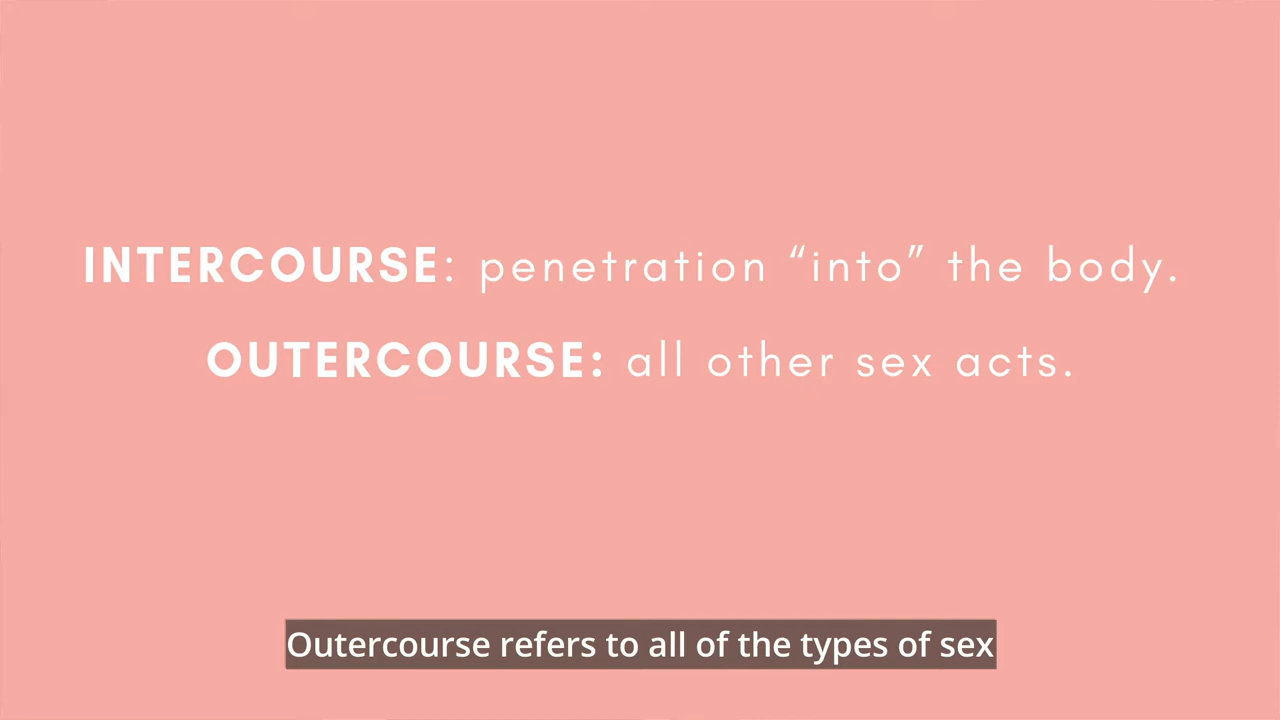 INTERCOURSE: penetration “into” the body.
OUTERCOURSE: all other sex acts.
Outercourse refers to all of the types of sex